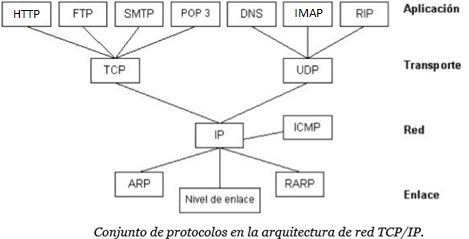 Aplicación
HTTP FTP SMTP POP 3 DNS IMAP RIP
TCP UDP Transporte
IP ICMP Red
ARP Nivel de enlace RARP Enlace
Conjunto de protocolos en la arquitectura de red TCP/IP.